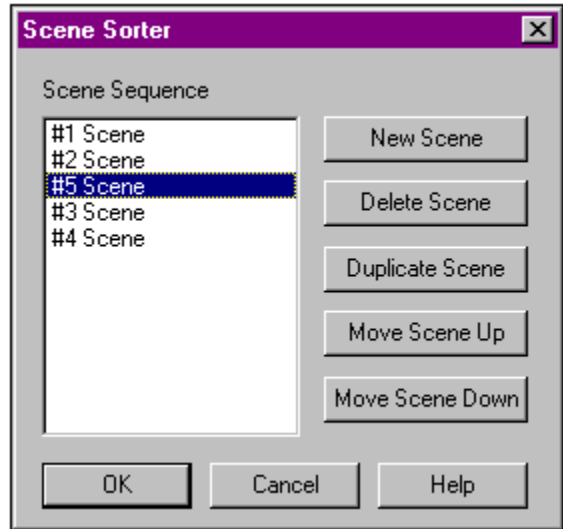 Scene Sorter
Scene Sequence
#1 Scene
#2 Scene
#5 Scene
#3 Scene
#4 Scene
New Scene
Delete Scene
Duplicate Scene
Move Scene Up
Move Scene Down
OK
Cancel
Help